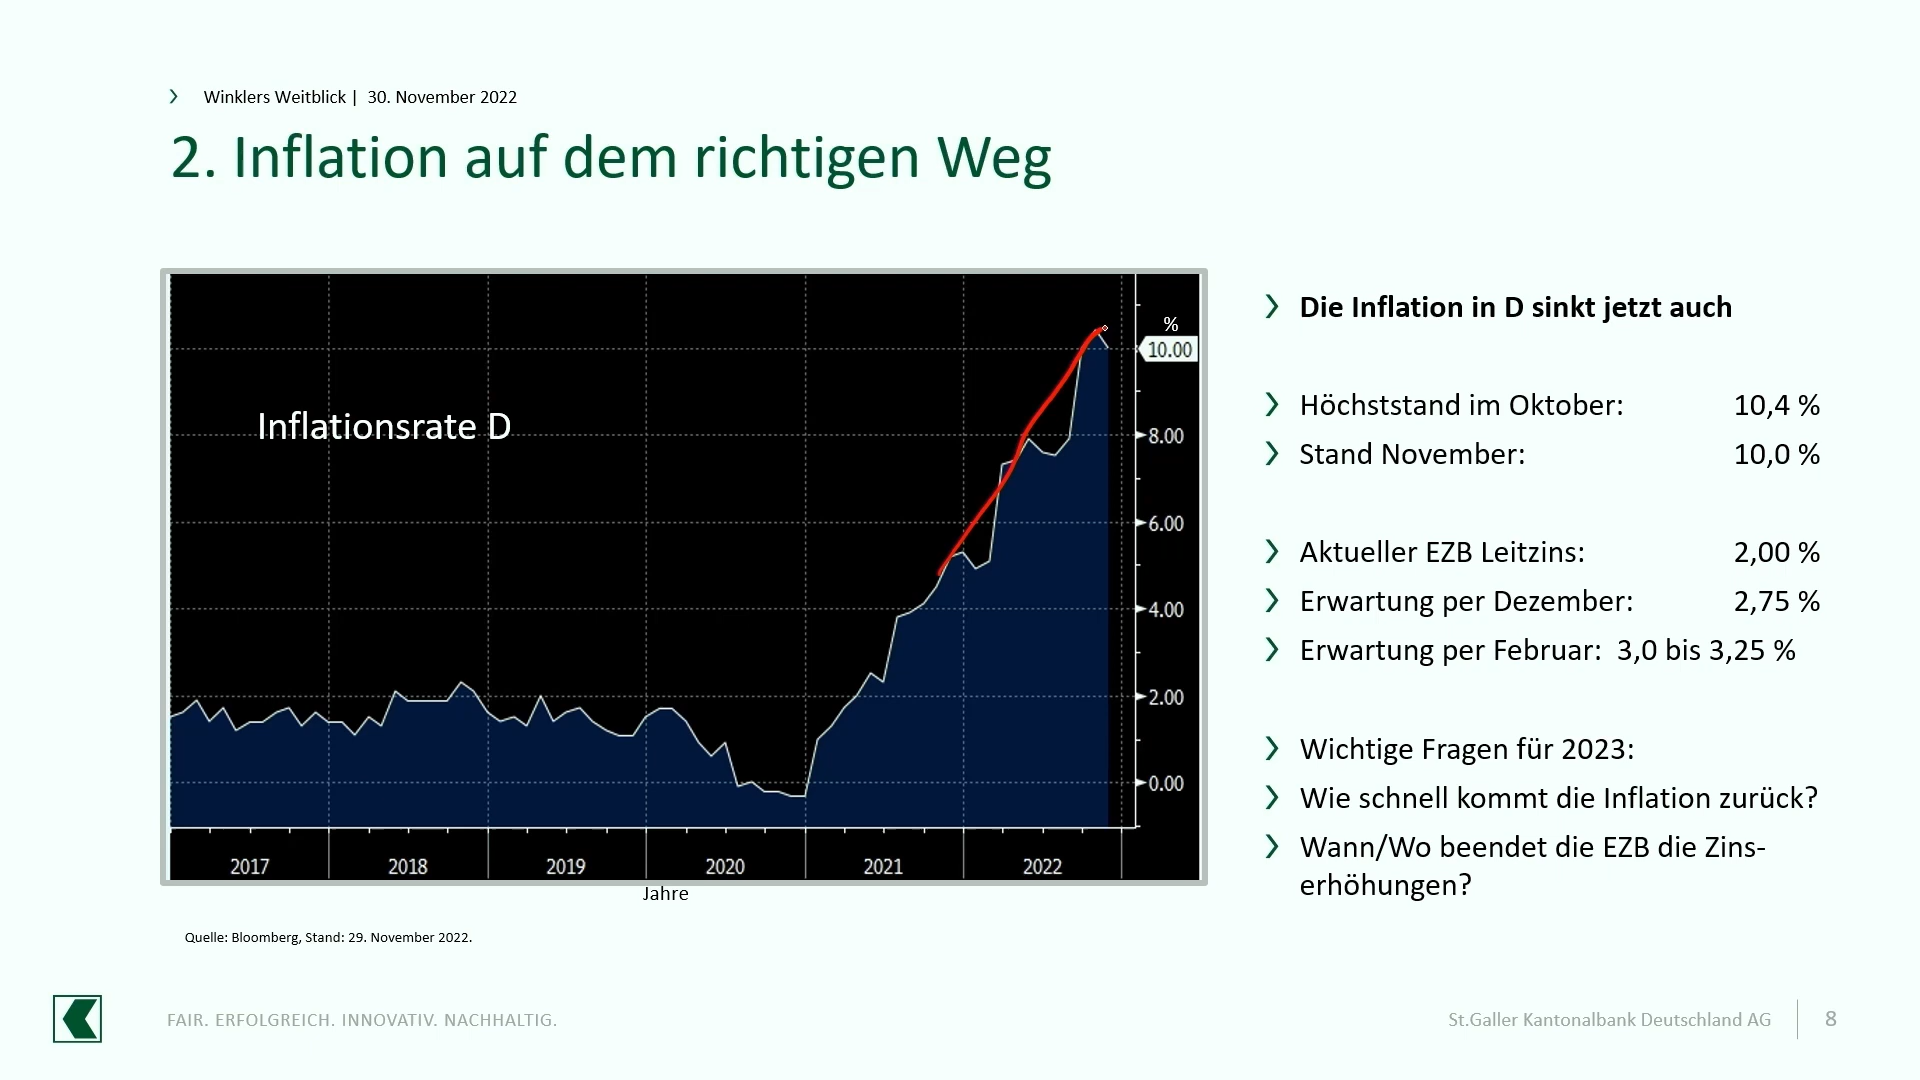 Winklers Weitblick | 30. November 2022
2. Inflation auf dem richtigen Weg
Inflationsrate D
%
10.00
8.00
6.00
4.00
2.00
0.00
2017 2018 2019 2020 2021 2022
Jahre
Quelle: Bloomberg, Stand: 29. November 2022.
Die Inflation in D sinkt jetzt auch
Höchststand im Oktober: 10,4 %
Stand November: 10,0 %
Aktueller EZB Leitzins: 2,00 %
Erwartung per Dezember: 2,75 %
Erwartung per Februar: 3,0 bis 3,25 %
Wichtige Fragen für 2023:
Wie schnell kommt die Inflation zurück?
Wann/Wo beendet die EZB die Zins-
erhöhungen?
FAIR. ERFOLGREICH. INNOVATIV. NACHHALTIG.
St.Galler Kantonalbank Deutschland AG 8